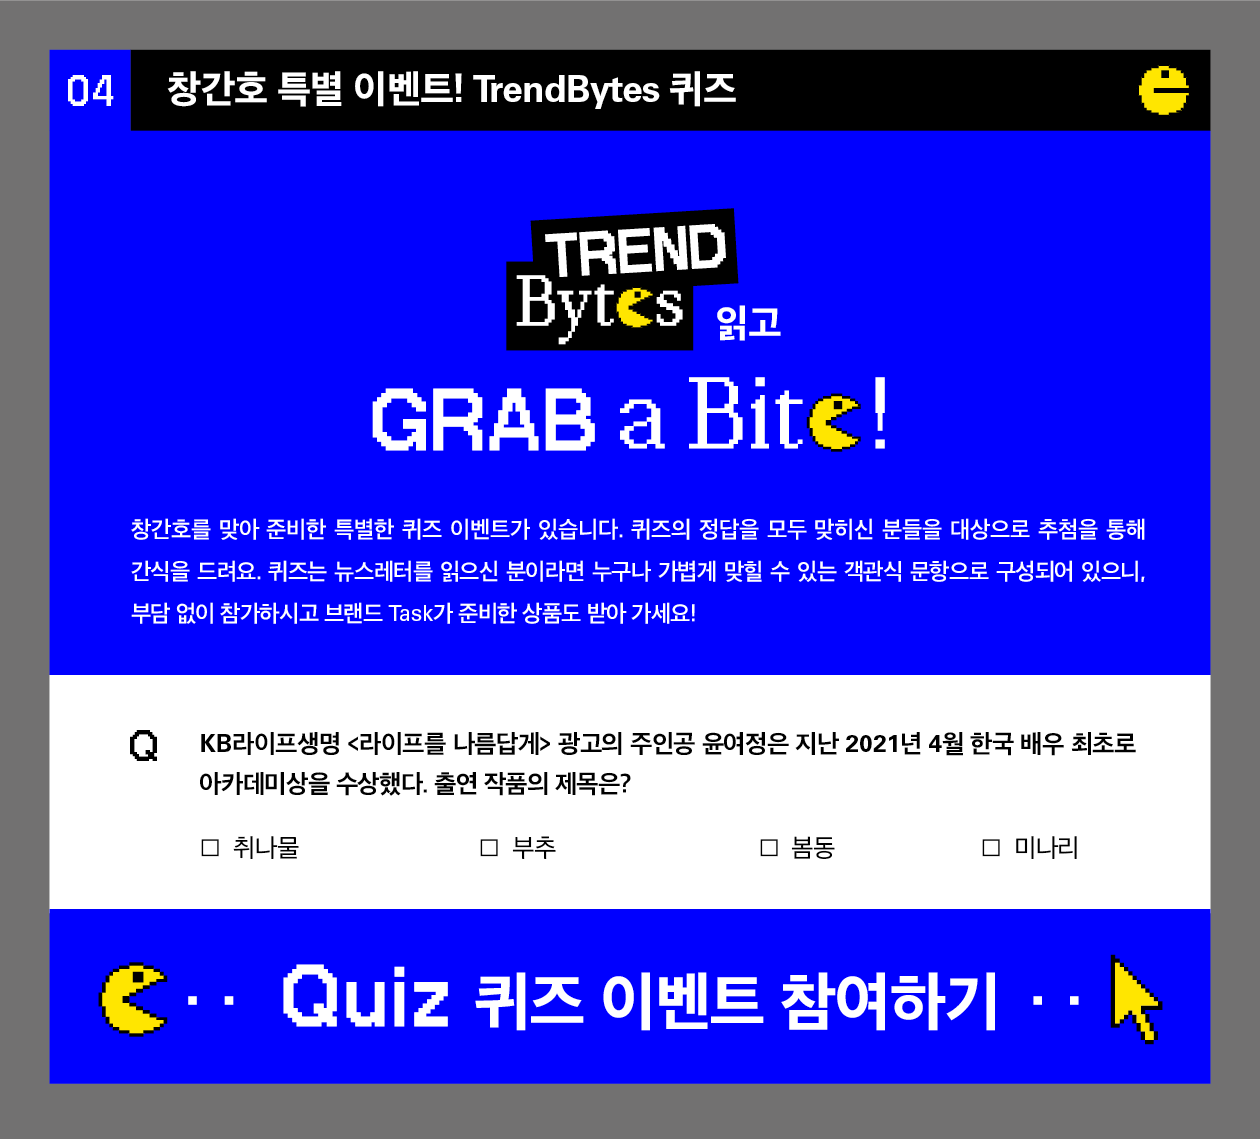 04 창간호 특별 이벤트! TrendBytes 퀴즈
TREND
Bytes 읽고
GRAB a Bite!
창간호를 맞아 준비한 특별한 퀴즈 이벤트가 있습니다. 퀴즈의 정답을 모두 맞히신 분들을 대상으로 추첨을 통해
간식을 드려요. 퀴즈는 뉴스레터를 읽으신 분이라면 누구나 가볍게 맞힐 수 있는 객관식 문항으로 구성되어 있으니,
부담 없이 참가하시고 브랜드 Task가 준비한 상품도 받아 가세요!
Q KB라이프생명 <라이프를 나름답게> 광고의 주인공 윤여정은 지난 2021년 4월 한국 배우 최초로
아카데미상을 수상했다. 출연 작품의 제목은?
□ 취나물 □ 부추 □ 봄동 □ 미나리
Quiz 퀴즈 이벤트 참여하기